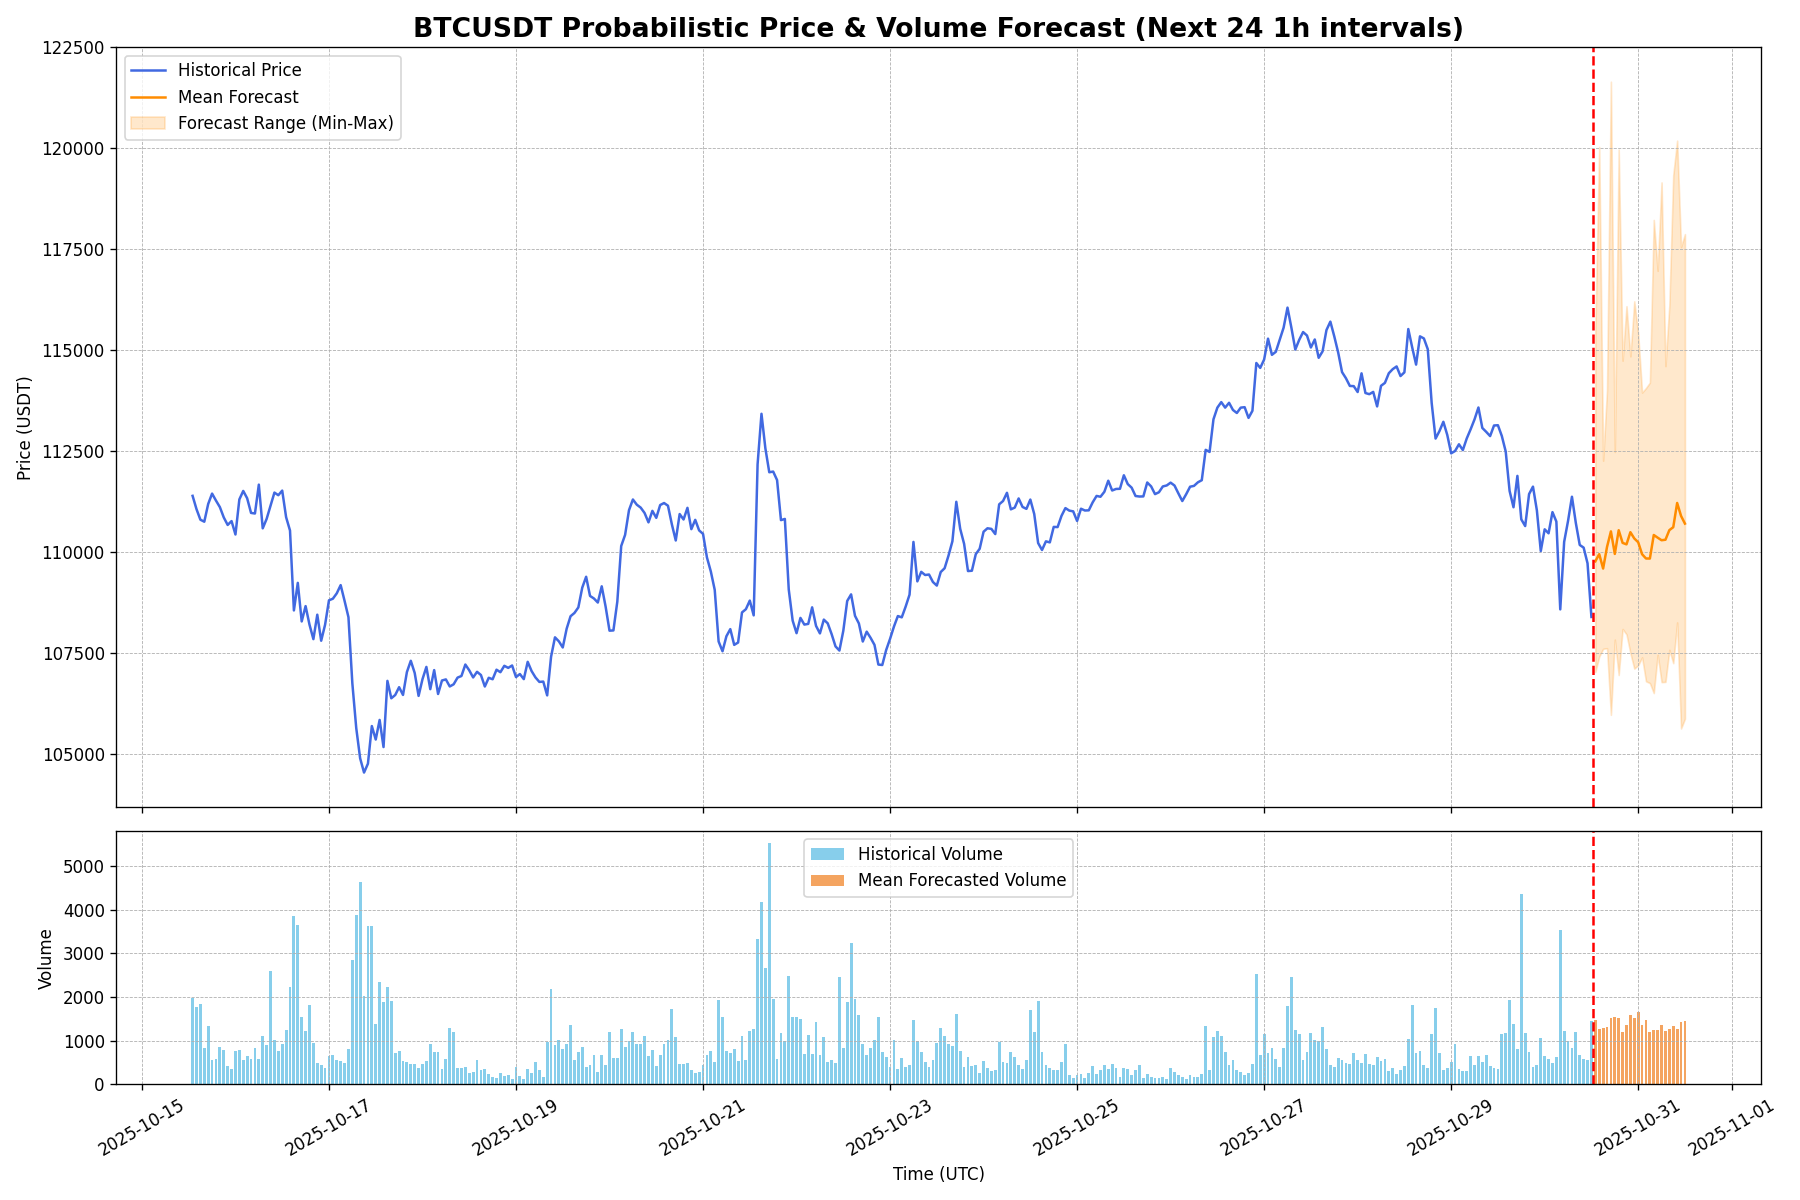 BTCUSDT Probabilistic Price & Volume Forecast (Next 24 1h intervals)
Historical Price
Mean Forecast
Forecast Range (Min-Max)
122500
120000
117500
115000
112500
110000
107500
105000
Price (USDT)
Historical Volume
Mean Forecasted Volume
5000
4000
3000
2000
1000
0
Volume
2025-10-15
2025-10-17
2025-10-19
2025-10-21
2025-10-23
2025-10-25
2025-10-27
2025-10-29
2025-10-31
2025-11-01
Time (UTC)